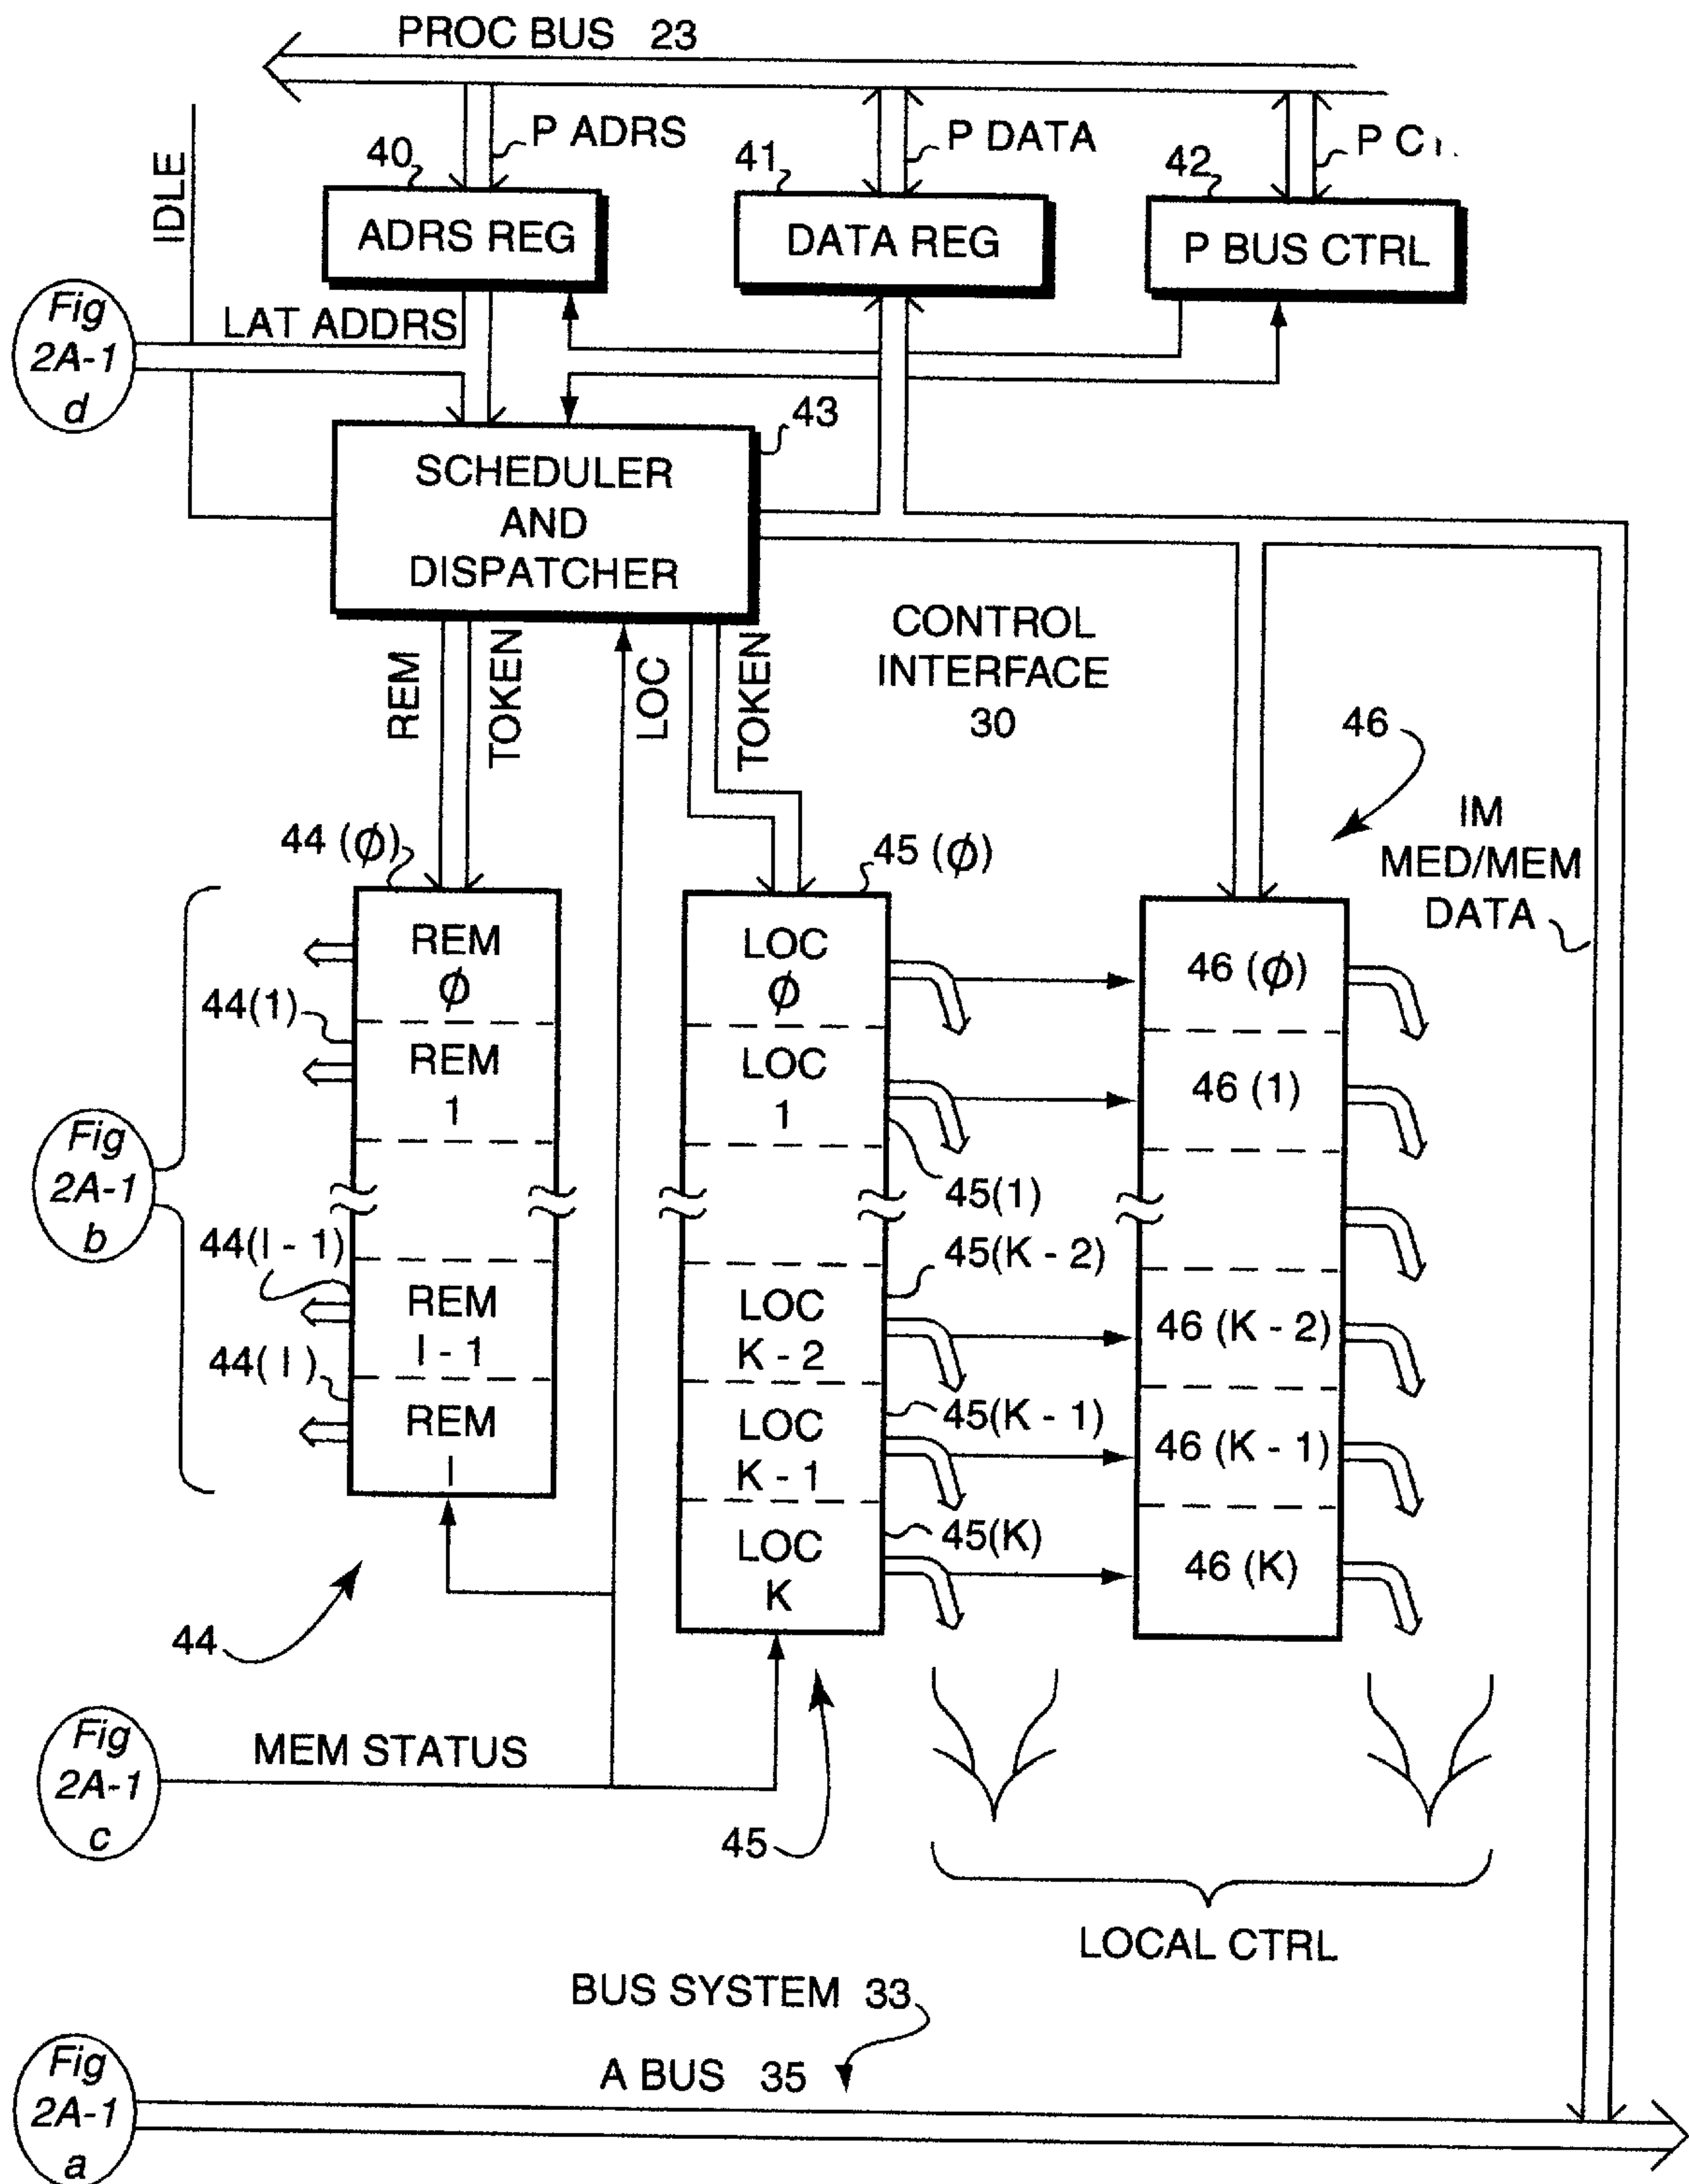 PROC BUS 23
P ADRS
P DATA
IDLE
40
41
42
ADRS REG
DATA REG
P BUS CTRL
Fig
2A-1
d
LAT ADDRS
43
SCHEDULER
AND
DISPATCHER
REM
TOKEN
LOC
TOKEN
CONTROL
INTERFACE
30
46
IM
MED/MEM
DATA
44 (ϕ)
45 (ϕ)
REM
ϕ
LOC
ϕ
46 (ϕ)
44(1)
REM
1
LOC
1
46 (1)
Fig
2A-1
b
45(1)
44(I - 1)
45(K - 2)
REM
I - 1
LOC
K - 2
46 (K - 2)
44( I )
45(K - 1)
REM
I
LOC
K - 1
46 (K - 1)
45(K)
LOC
K
46 (K)
44
Fig
2A-1
c
MEM STATUS
45
LOCAL CTRL
BUS SYSTEM 33
A BUS 35
Fig
2A-1
a